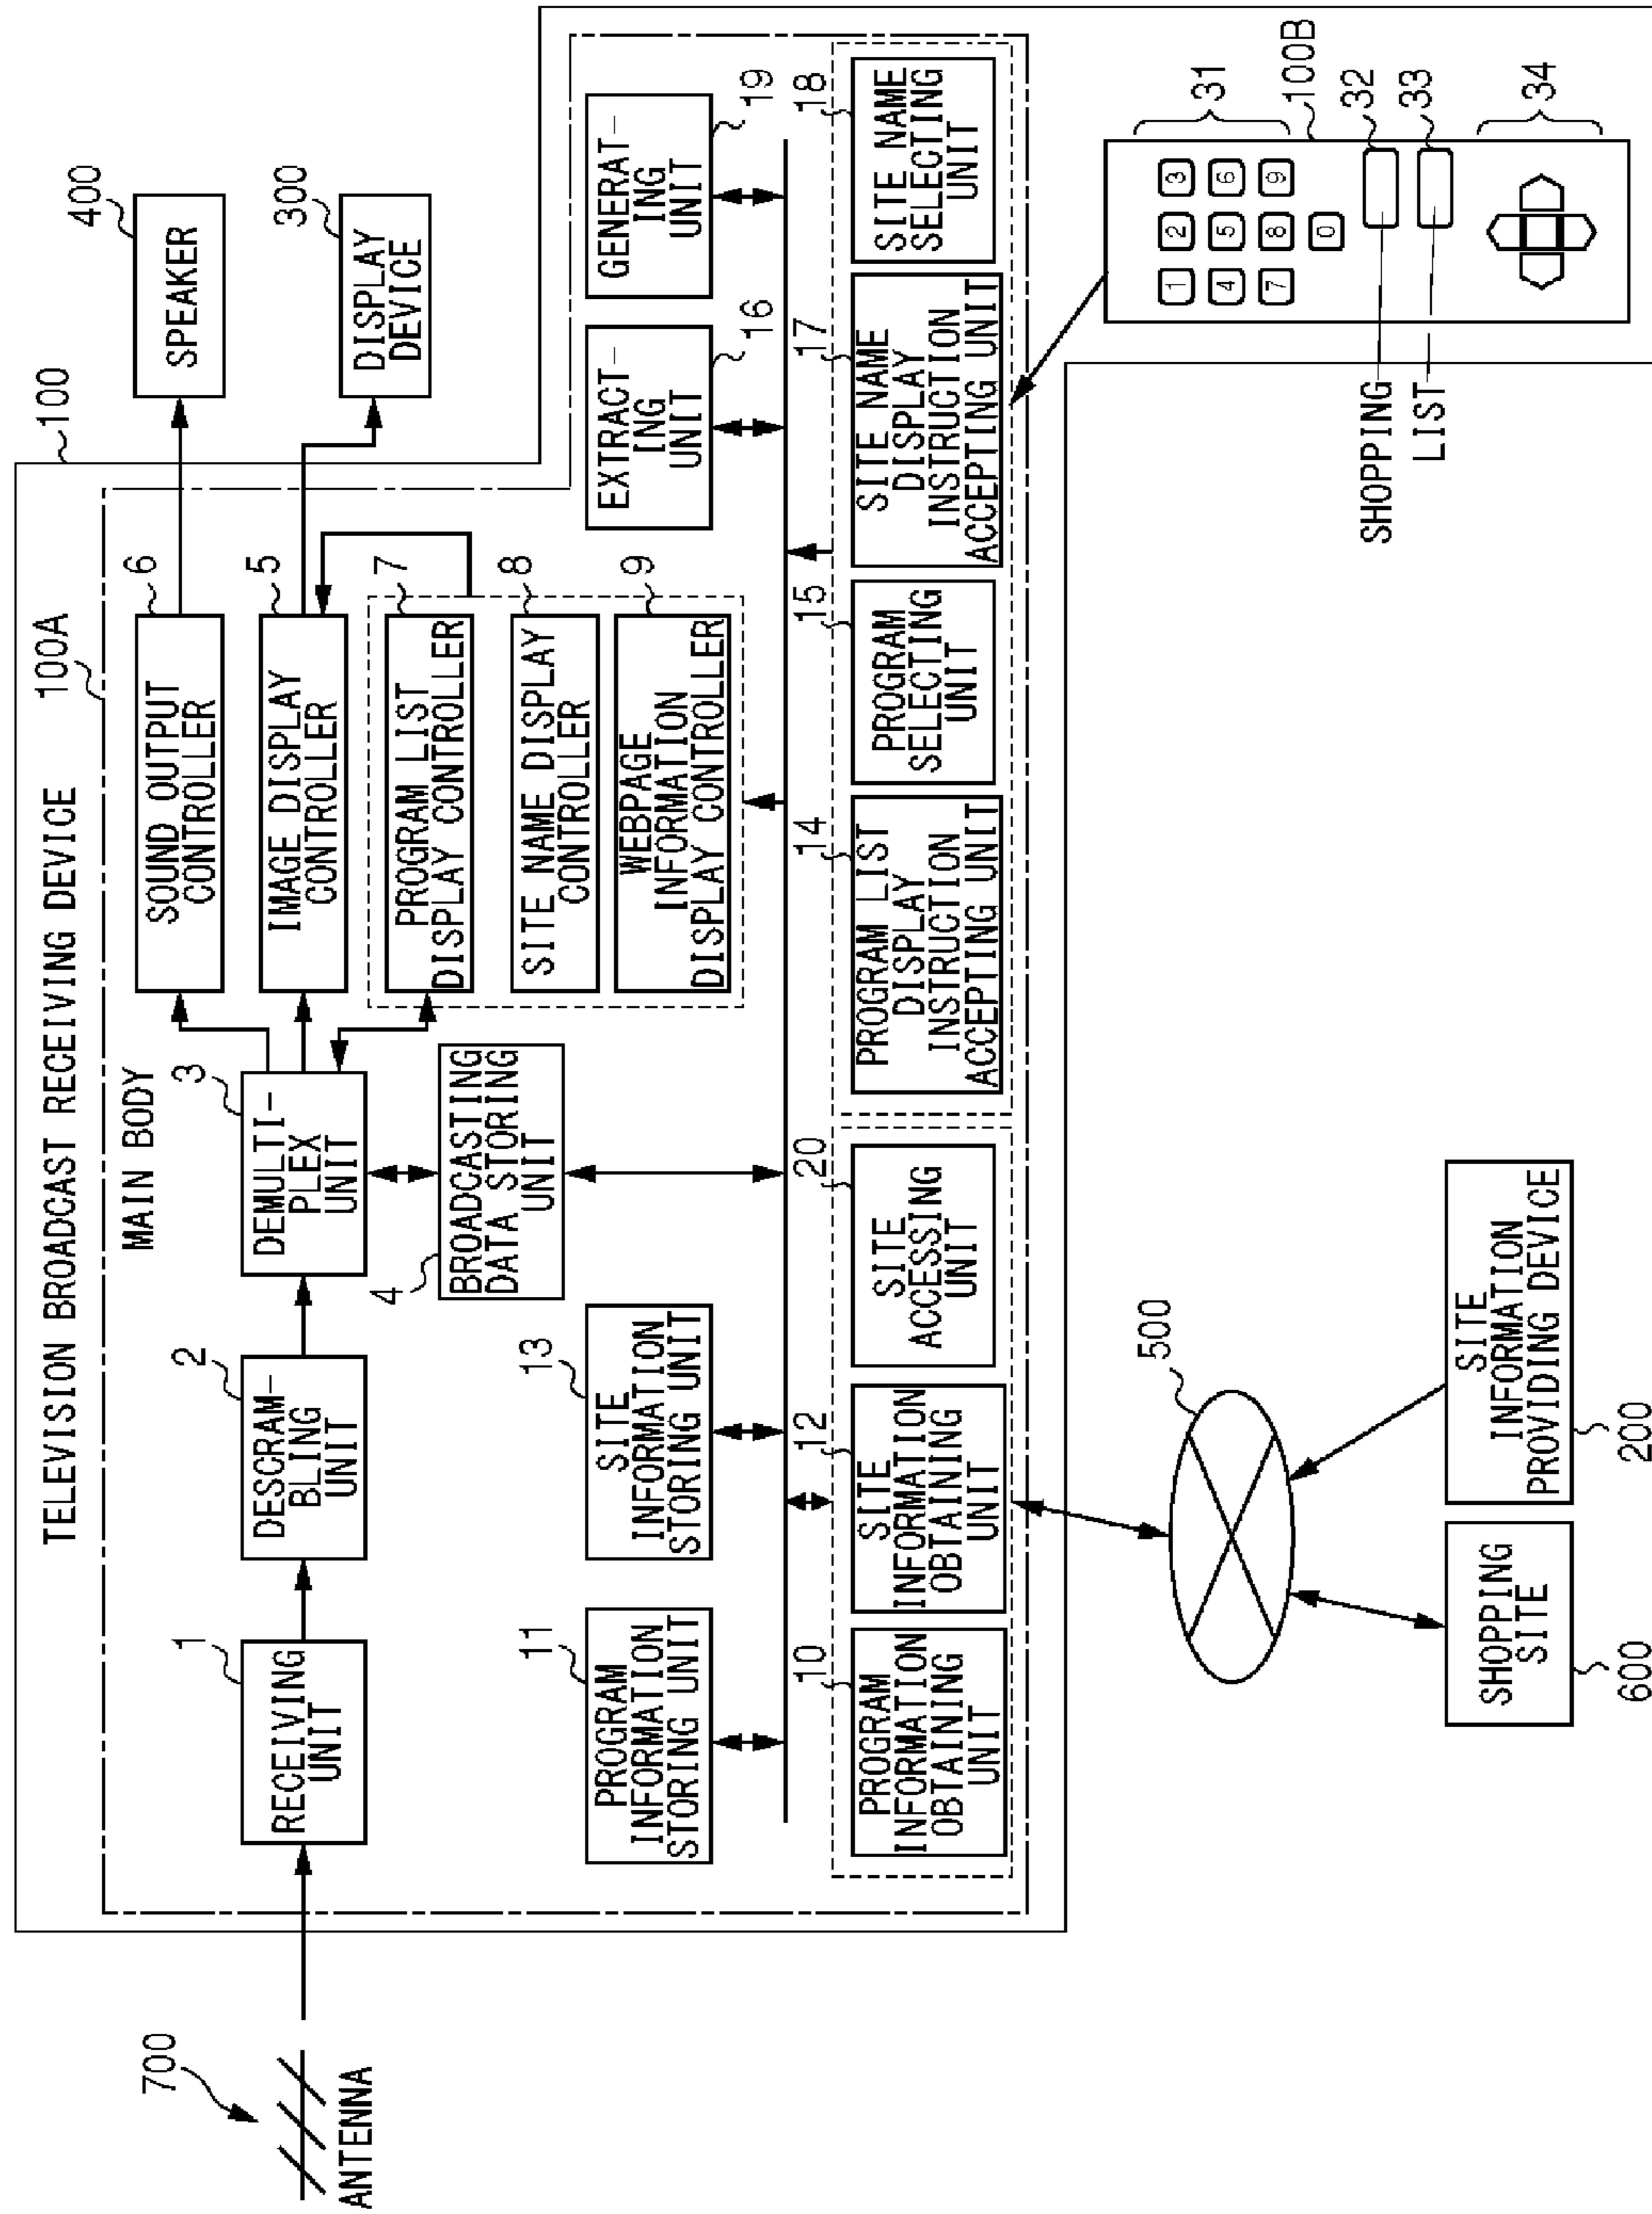 TELEVISION BROADCAST RECEIVING DEVICE
100
100A
MAIN BODY
700
ANTENNA
1
RECEIVING
UNIT
2
DESCRAM-
BLING
UNIT
3
DEMULTI-
PLEX
UNIT
4
BROADCASTING
DATA STORING
UNIT
6
SOUND OUTPUT
CONTROLLER
400
SPEAKER
5
IMAGE DISPLAY
CONTROLLER
300
DISPLAY
DEVICE
7
PROGRAM LIST
DISPLAY CONTROLLER
8
SITE NAME DISPLAY
CONTROLLER
9
WEBPAGE
INFORMATION
DISPLAY CONTROLLER
11
PROGRAM
INFORMATION
STORING UNIT
13
SITE
INFORMATION
STORING UNIT
EXTRACT-
ING
UNIT
16
GENERAT-
ING
UNIT
19
10
PROGRAM
INFORMATION
OBTAINING
UNIT
12
SITE
INFORMATION
OBTAINING
UNIT
20
SITE
ACCESSING
UNIT
14
PROGRAM LIST
DISPLAY
INSTRUCTION
ACCEPTING UNIT
15
PROGRAM
SELECTING
UNIT
17
SITE NAME
DISPLAY
INSTRUCTION
ACCEPTING UNIT
18
SITE NAME
SELECTING
UNIT
500
SHOPPING
SITE
600
SITE
INFORMATION
PROVIDING DEVICE
200
1 2 3
4 5 6
7 8 9
0
31
100B
SHOPPING
32
LIST
33
34